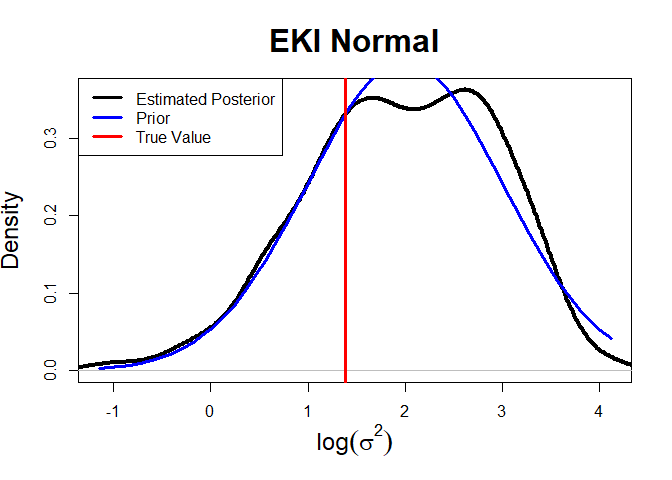 EKI Normal
Estimated Posterior
Prior
True Value
Density
0.0
0.1
0.2
0.3
-1 0 1 2 3 4
log(σ²)